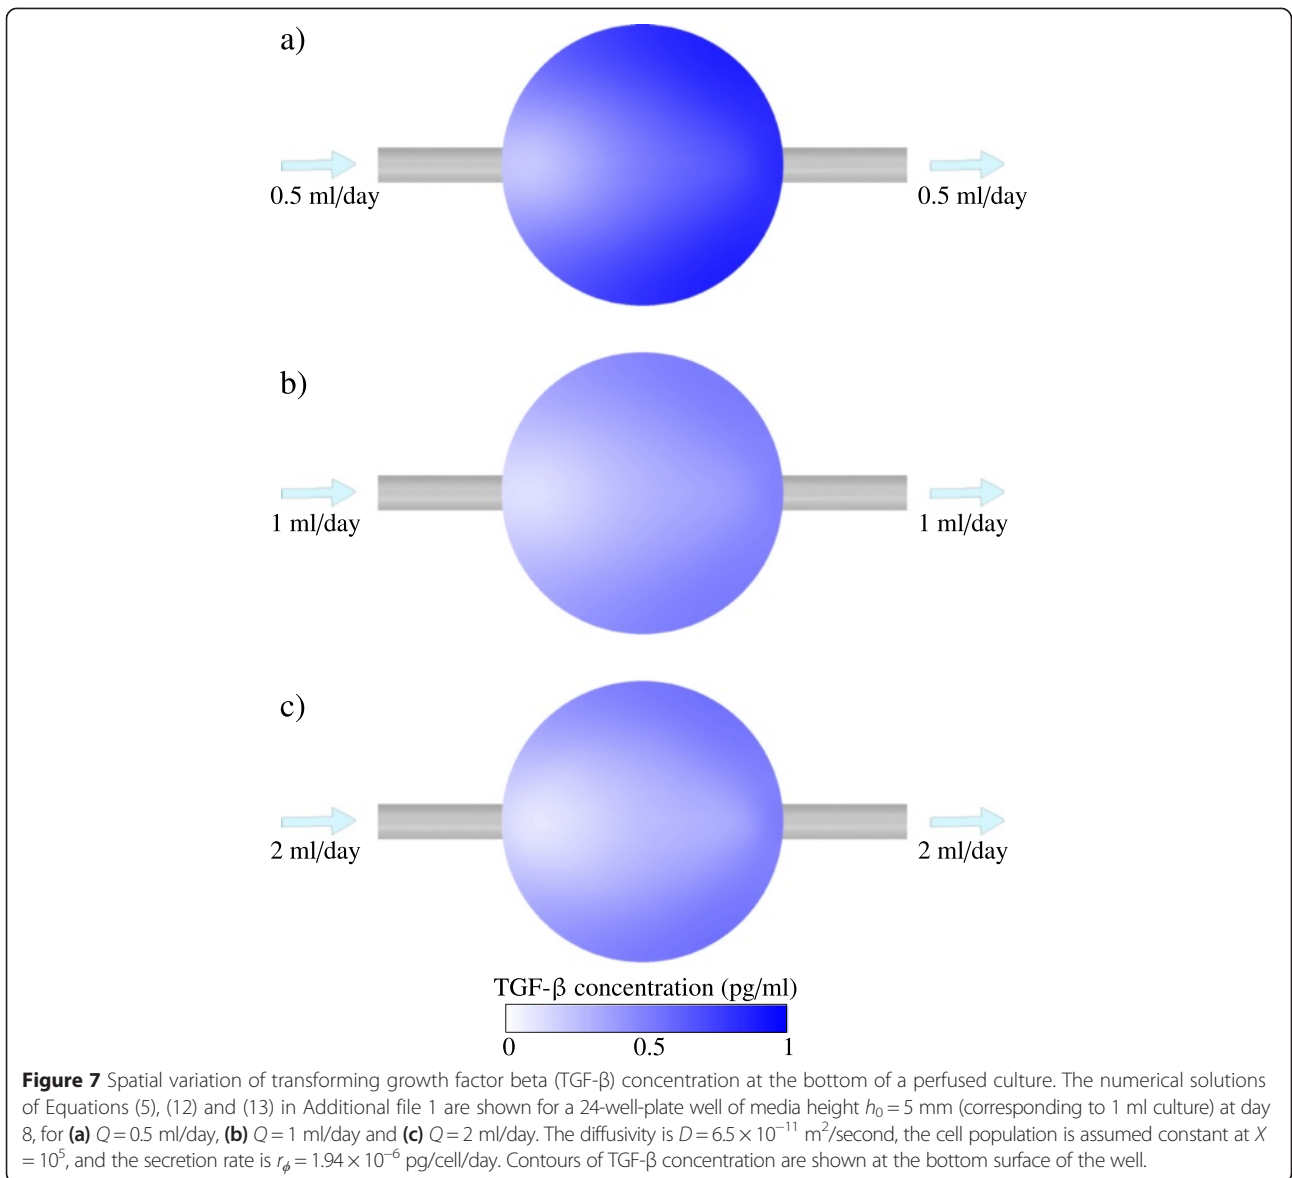 a)
0.5 ml/day
0.5 ml/day
b)
1 ml/day
1 ml/day
c)
2 ml/day
2 ml/day
TGF-β concentration (pg/ml)
0 0.5 1
Figure 7 Spatial variation of transforming growth factor beta (TGF-β) concentration at the bottom of a perfused culture. The numerical solutions
of Equations (5), (12) and (13) in Additional file 1 are shown for a 24-well-plate well of media height h₀ = 5 mm (corresponding to 1 ml culture) at day
8, for (a) Q = 0.5 ml/day, (b) Q = 1 ml/day and (c) Q = 2 ml/day. The diffusivity is D = 6.5 × 10⁻¹¹ m²/second, the cell population is assumed constant at X
= 10⁵, and the secretion rate is r_ϕ = 1.94 × 10⁻⁶ pg/cell/day. Contours of TGF-β concentration are shown at the bottom surface of the well.